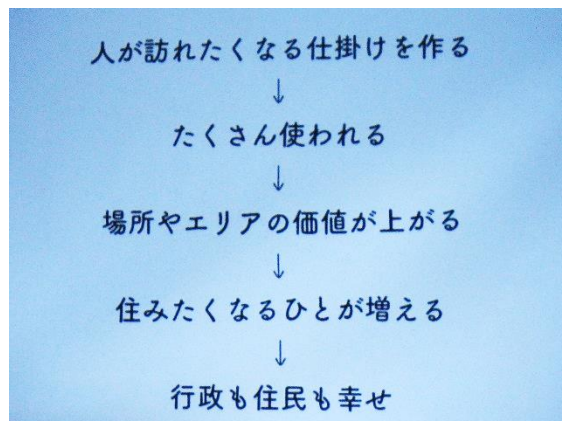 人が訪れたくなる仕掛けを作る
↓
たくさん使われる
↓
場所やエリアの価値が上がる
↓
住みたくなるひとが増える
↓
行政も住民も幸せ